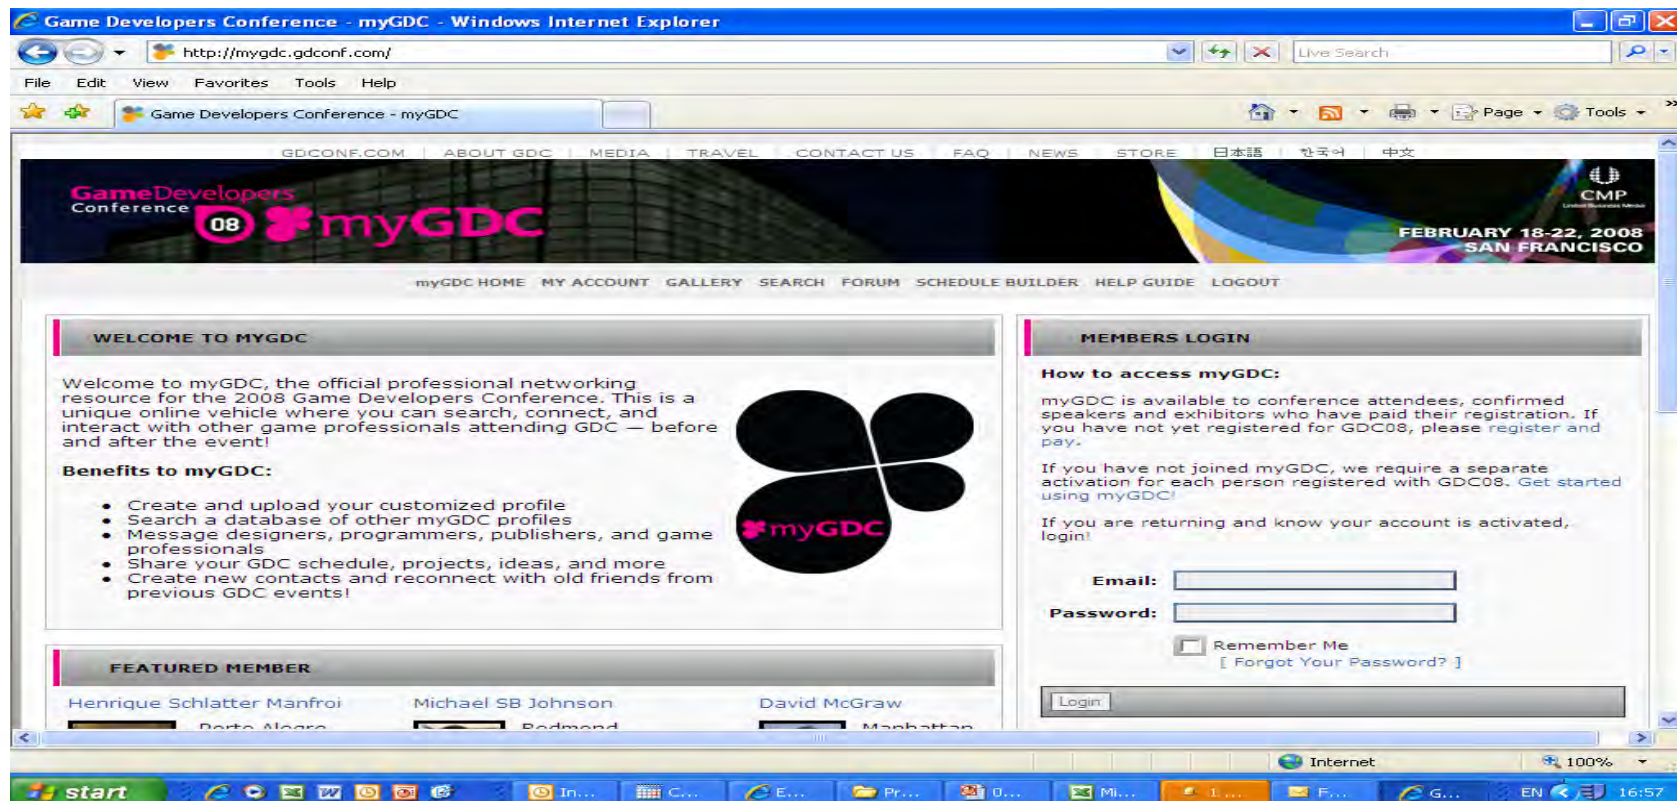 Game Developers Conference - myGDC - Windows Internet Explorer
http://mygdc.gdconf.com/
Live Search
File Edit View Favorites Tools Help
Game Developers Conference - myGDC
Page Tools
GDCONF.COM | ABOUT GDC | MEDIA | TRAVEL | CONTACT US | FAQ | NEWS | STORE | 日本語 | 한국어 | 中文
GameDevelopers
Conference
08 myGDC
CMP
United Business Media
FEBRUARY 18-22, 2008
SAN FRANCISCO
myGDC HOME MY ACCOUNT GALLERY SEARCH FORUM SCHEDULE BUILDER HELP GUIDE LOGOUT
WELCOME TO MYGDC
Welcome to myGDC, the official professional networking
resource for the 2008 Game Developers Conference. This is a
unique online vehicle where you can search, connect, and
interact with other game professionals attending GDC — before
and after the event!
Benefits to myGDC:
• Create and upload your customized profile
• Search a database of other myGDC profiles
• Message designers, programmers, publishers, and game
professionals
• Share your GDC schedule, projects, ideas, and more
• Create new contacts and reconnect with old friends from
previous GDC events!
myGDC
FEATURED MEMBER
Henrique Schlatter Manfroi
Michael SB Johnson
David McGraw
Porto Alegre
Redmond
Manhattan
MEMBERS LOGIN
How to access myGDC:
myGDC is available to conference attendees, confirmed
speakers and exhibitors who have paid their registration. If
you have not yet registered for GDC08, please register and
pay.
If you have not joined myGDC, we require a separate
activation for each person registered with GDC08. Get started
using myGDC!
If you are returning and know your account is activated,
login!
Email:
Password:
Remember Me
[ Forgot Your Password? ]
Login
Internet
100%
start
In... C... E... Pr... 0... Mi... 1... F... G... EN 16:57